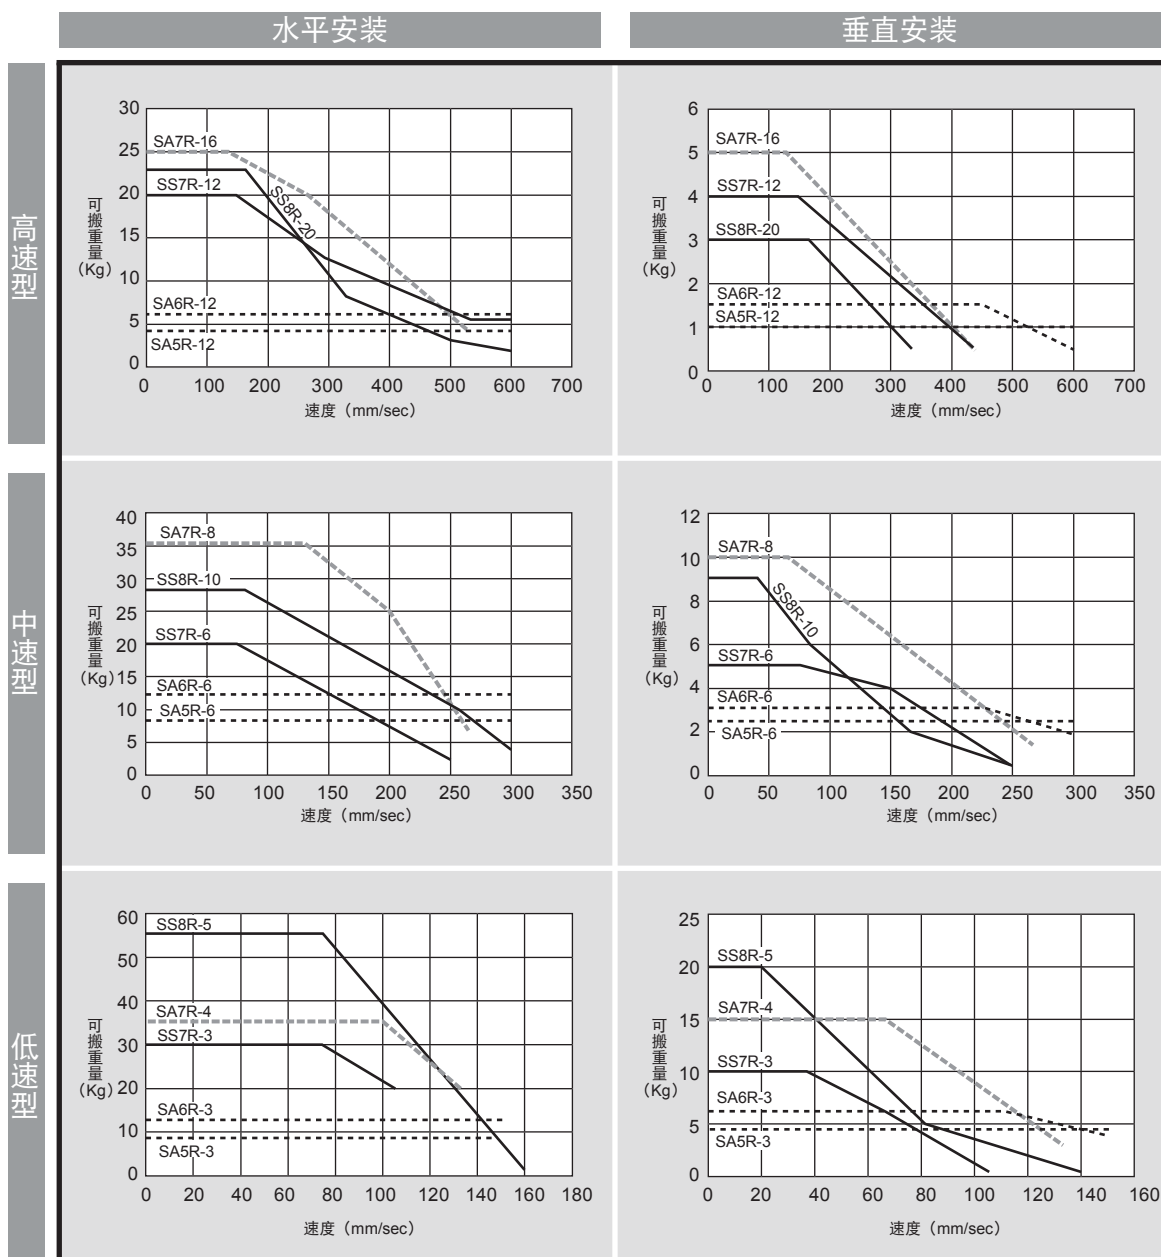 水平安装
垂直安装
高速型
30
25
20
15
10
5
0
可搬重量
(Kg)
SA7R-16
SS7R-12
SS8R-20
SA6R-12
SA5R-12
0 100 200 300 400 500 600 700
速度（mm/sec）
6
5
4
3
2
1
0
可搬重量
(Kg)
SA7R-16
SS7R-12
SS8R-20
SA6R-12
SA5R-12
0 100 200 300 400 500 600 700
速度（mm/sec）
中速型
40
35
30
25
20
15
10
5
0
可搬重量
(Kg)
SA7R-8
SS8R-10
SS7R-6
SA6R-6
SA5R-6
0 50 100 150 200 250 300 350
速度（mm/sec）
12
10
8
6
4
2
0
可搬重量
(Kg)
SA7R-8
SS8R-10
SS7R-6
SA6R-6
SA5R-6
0 50 100 150 200 250 300 350
速度（mm/sec）
低速型
60
50
40
30
20
10
0
可搬重量
(Kg)
SS8R-5
SA7R-4
SS7R-3
SA6R-3
SA5R-3
0 20 40 60 80 100 120 140 160 180
速度（mm/sec）
25
20
15
10
5
0
可搬重量
(Kg)
SS8R-5
SA7R-4
SS7R-3
SA6R-3
SA5R-3
0 20 40 60 80 100 120 140 160
速度（mm/sec）